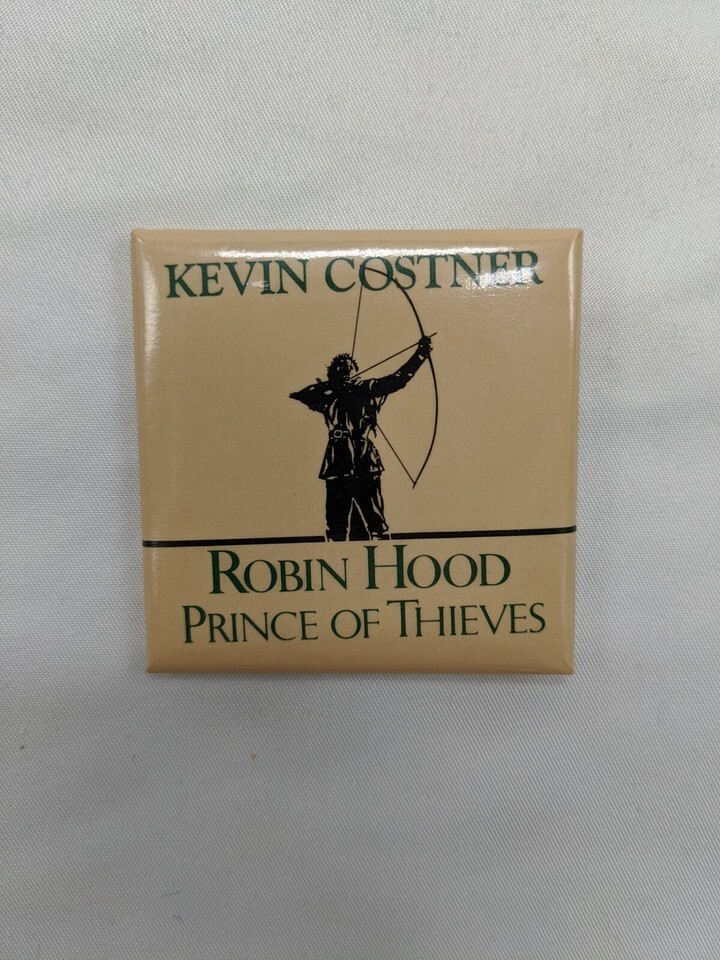 KEVIN COSTNER
ROBIN HOOD
PRINCE OF THIEVES